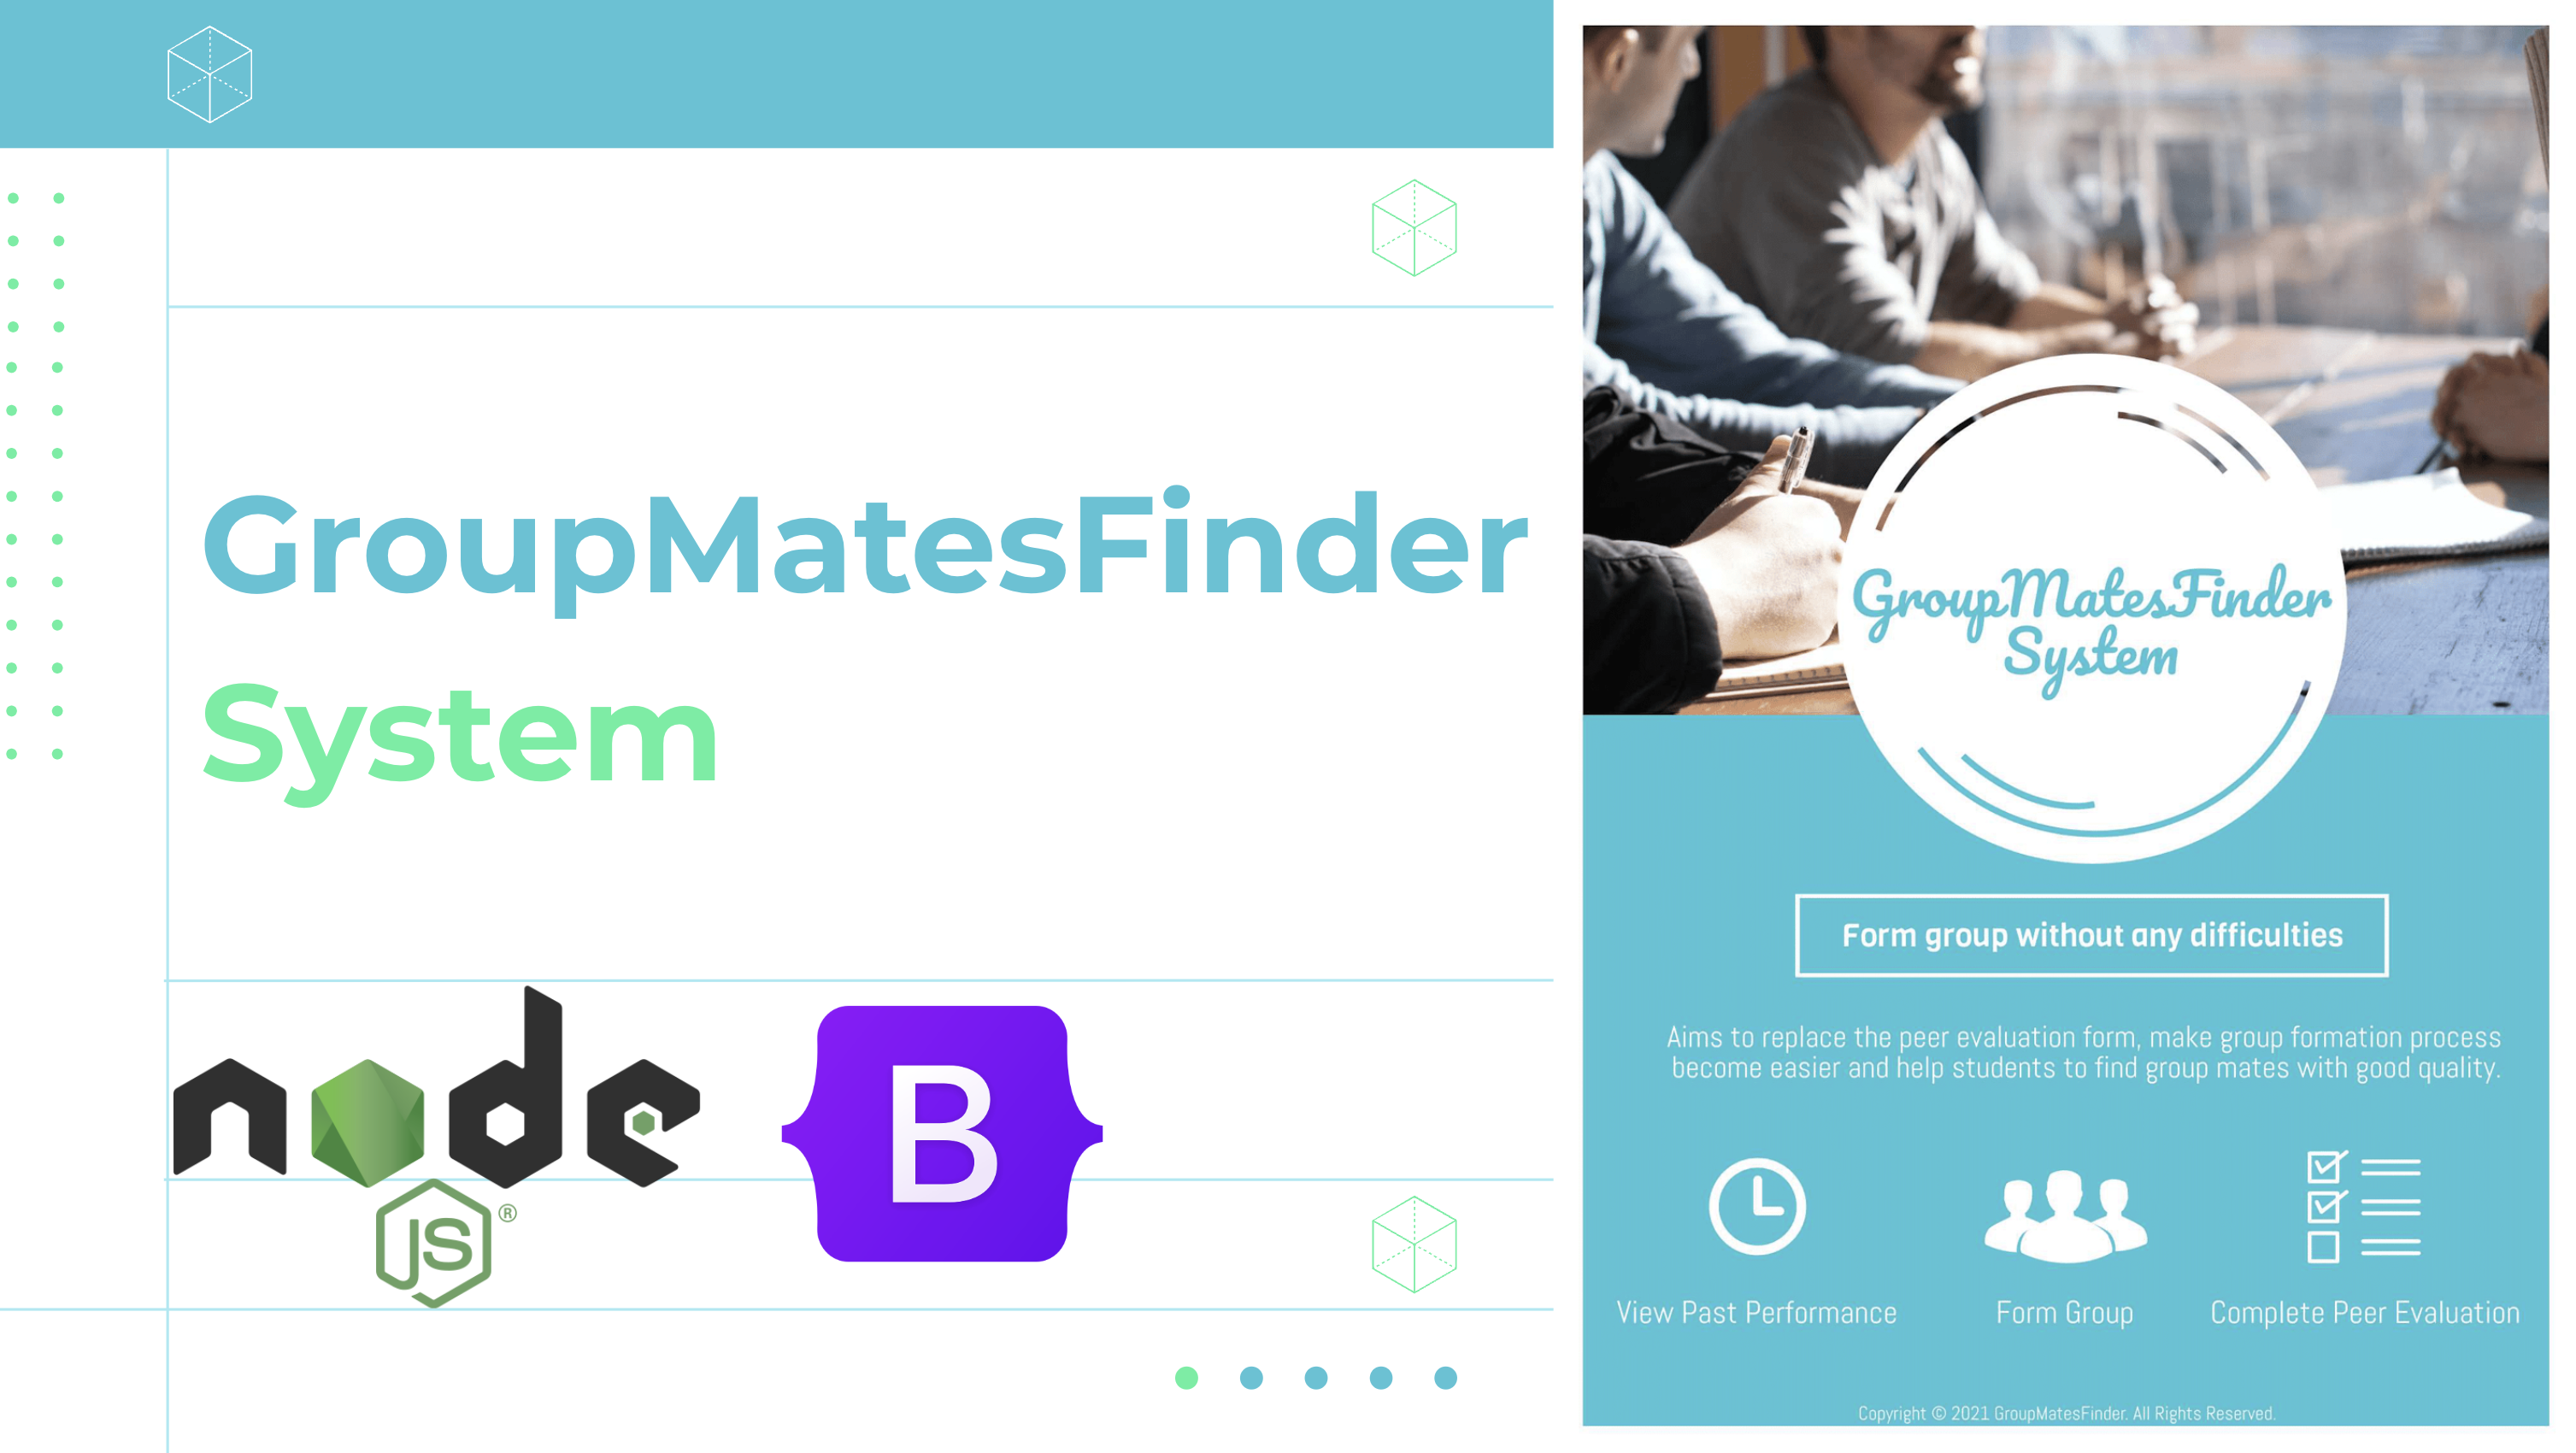 GroupMatesFinder
System
node
JS®
B
GroupMatesFinder
System
Form group without any difficulties
Aims to replace the peer evaluation form, make group formation process
become easier and help students to find group mates with good quality.
View Past Performance
Form Group
Complete Peer Evaluation
Copyright © 2021 GroupMatesFinder. All Rights Reserved.